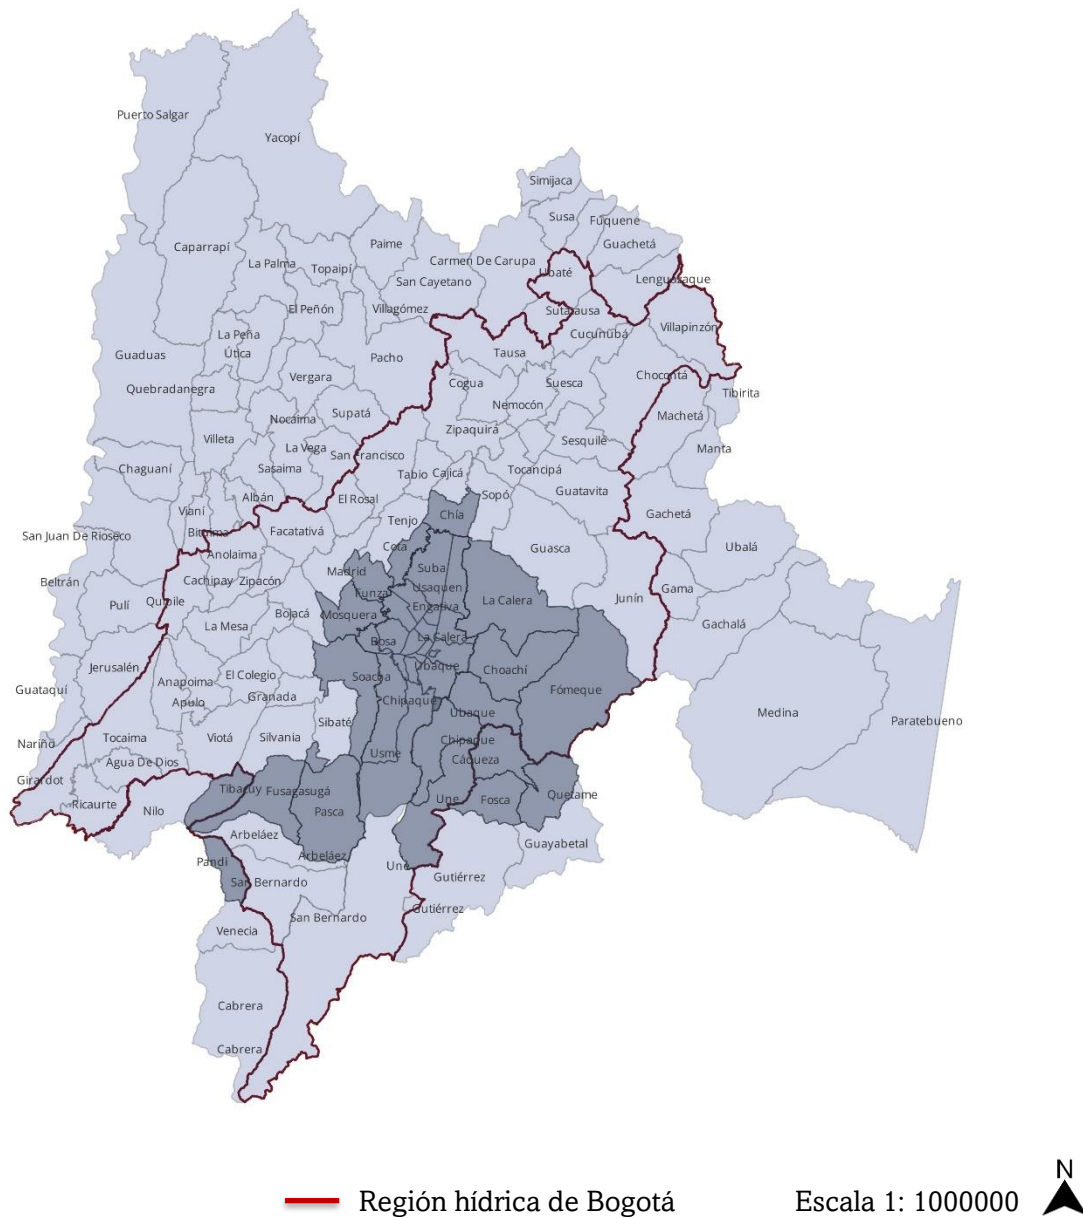 Puerto Salgar
Yacopí
Simijaca
Susa
Fúquene
Guachetá
Caparrapí
Paime
La Palma
Topaipí
Carmen De Carupa
San Cayetano
Ubaté
Lenguazaque
El Peñón
Villagómez
Sutatausa
Cucunubá
Villapinzón
La Peña
Útica
Guaduas
Pacho
Tausa
Quebradanegra
Vergara
Cogua
Suesca
Chocontá
Tibirita
Nemocón
Machetá
Nocaima
Supatá
Zipaquirá
Villeta
La Vega
San Francisco
Sesquilé
Manta
Chaguaní
Sasaima
Tabio
Cajicá
Tocancipá
Albán
El Rosal
Sopó
Guatavita
Vianí
Chía
Gachetá
San Juan De Rioseco
Bituima
Facatativá
Tenjo
Anolaima
Cota
Guasca
Ubalá
Beltrán
Cachipay
Zipacón
Madrid
Suba
Pulí
Quipile
Funza
Usaquen
La Calera
Junín
Gama
La Mesa
Bojacá
Mosquera
Engativa
Gachalá
Bosa
La Calera
Jerusalén
Anapoima
El Colegio
Soacha
Ubaque
Choachí
Guataquí
Apulo
Granada
Chipaque
Fómeque
Medina
Paratebueno
Nariño
Tocaima
Viotá
Silvania
Sibaté
Ubaque
Chipaque
Agua De Dios
Usme
Cáqueza
Girardot
Ricaurte
Nilo
Tibacuy
Fusagasugá
Pasca
Une
Fosca
Quetame
Arbeláez
Guayabetal
Pandi
Arbeláez
Une
San Bernardo
Gutiérrez
San Bernardo
Gutiérrez
Venecia
Cabrera
Cabrera
N
Región hídrica de Bogotá
Escala 1: 1000000